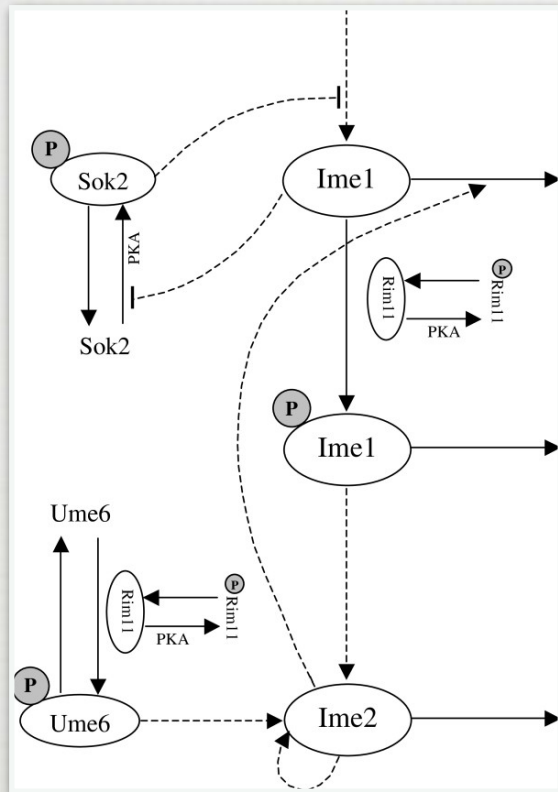 P
Sok2
Ime1
PKA
Sok2
Rim11
P
Rim11
PKA
P
Ime1
Ume6
Rim11
P
Rim11
PKA
P
Ume6
Ime2